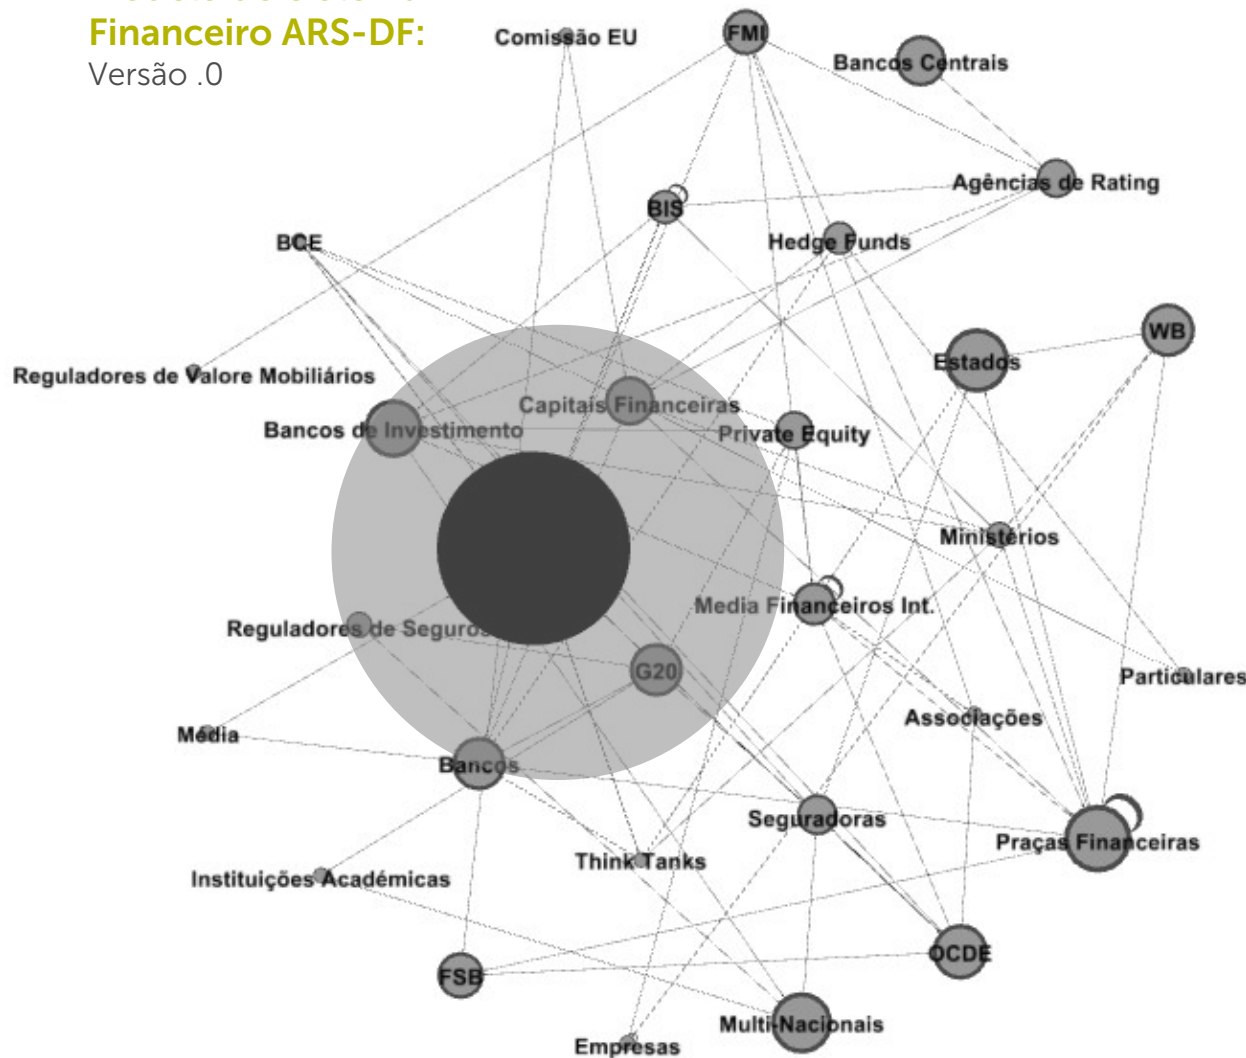 Financeiro ARS-DF:
Versão .0
Comissão EU
FMI
Bancos Centrais
Agências de Rating
BIS
Hedge Funds
BCE
WB
Estados
Reguladores de Valore Mobiliários
Capitais Financeiras
Bancos de Investimento
Private Equity
Ministérios
Media Financeiros Int.
Reguladores de Seguros
G20
Particulares
Associações
Média
Bancos
Seguradoras
Praças Financeiras
Think Tanks
Instituições Académicas
OCDE
FSB
Multi-Nacionais
Empresas